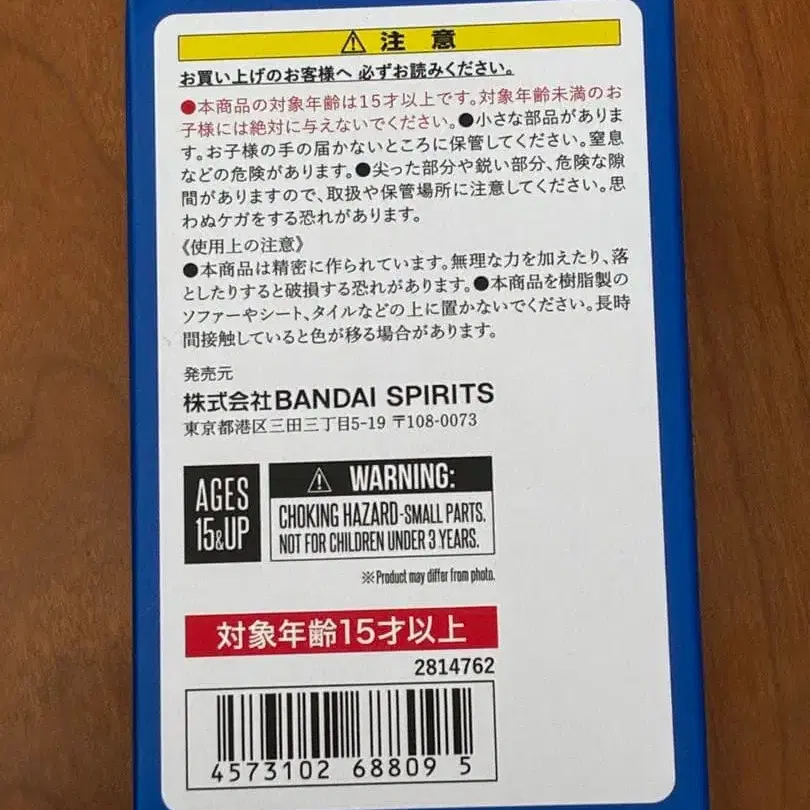 ⚠ 注意
お買い上げのお客様へ 必ずお読みください。
●本商品の対象年齢は15才以上です。対象年齢未満のお
子様には絶対に与えないでください。●小さな部品がありま
す。お子様の手の届かないところに保管してください。窒息
などの危険があります。●尖った部分や鋭い部分、危険な隙
間がありますので、取扱や保管場所に注意してください。思
わぬケガをする恐れがあります。
《使用上の注意》
●本商品は精密に作られています。無理な力を加えたり、落
としたりすると破損する恐れがあります。●本商品を樹脂製の
ソファーやシート、タイルなどの上に置かないでください。長時
間接触していると色が移る場合があります。
発売元
株式会社BANDAI SPIRITS
東京都港区三田三丁目5-19 〒108-0073
AGES
15&UP
⚠ WARNING:
CHOKING HAZARD-SMALL PARTS.
NOT FOR CHILDREN UNDER 3 YEARS.
※Product may differ from photo.
対象年齢15才以上
2814762
4573102 68809 5